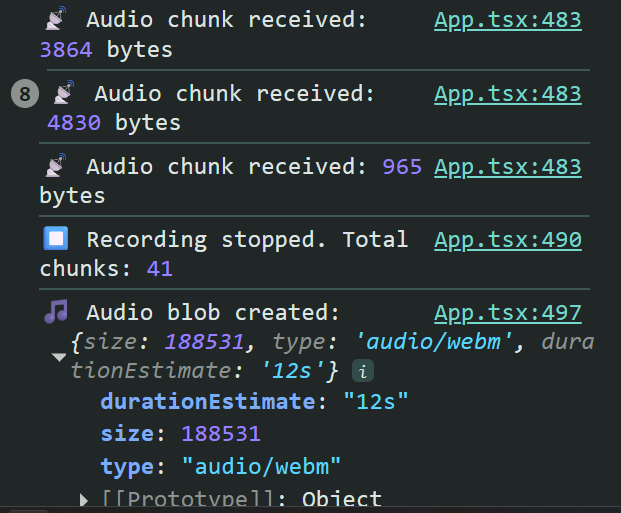 📡 Audio chunk received: App.tsx:483
3864 bytes
8 📡 Audio chunk received: App.tsx:483
4830 bytes
📡 Audio chunk received: 965 App.tsx:483
bytes
⏹️ Recording stopped. Total App.tsx:490
chunks: 41
🎵 Audio blob created: App.tsx:497
{size: 188531, type: 'audio/webm', dura
tionEstimate: '12s'} i
durationEstimate: "12s"
size: 188531
type: "audio/webm"
[[Prototype]]: Object